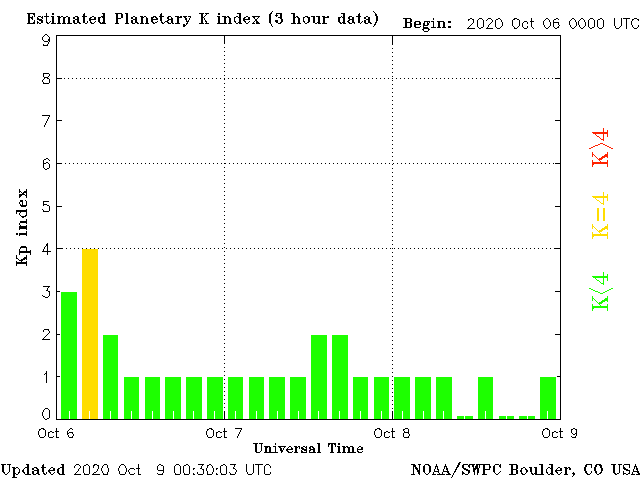 Estimated Planetary K index (3 hour data)
Begin: 2020 Oct 06 0000 UTC
9
8
7
6
5
4
3
2
1
0
Kp index
K>4
K=4
K<4
Oct 6
Oct 7
Oct 8
Oct 9
Universal Time
Updated 2020 Oct 9 00:30:03 UTC
NOAA/SWPC Boulder, CO USA